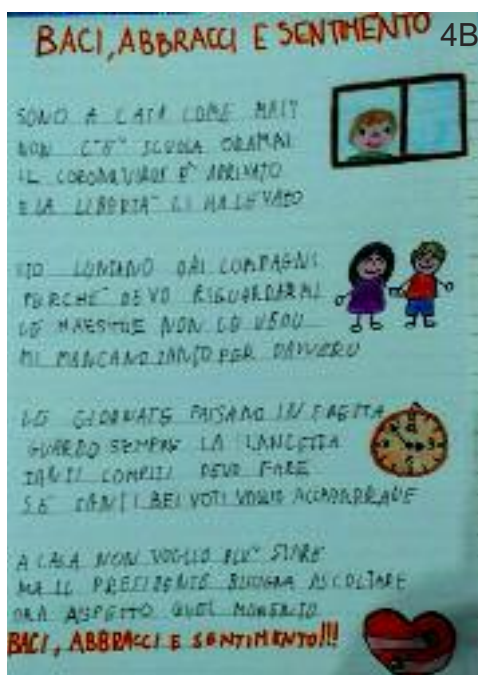 BACI, ABBRACCI E SENTIMENTO 4B
SONO A CASA COME MAI?
NON C'E' SCUOLA ORAMAI
IL CORONAVIRUS E' ARRIVATO
E LA LIBERTA' CI HA LEVATO
STO LONTANO DAI COMPAGNI
PERCHE' DEVO RIGUARDARMI
LE MAESTRE NON LE VEDO
MI MANCANO TANTO PER DAVVERO
LE GIORNATE PASSANO IN FRETTA
GUARDO SEMPRE LA LANCETTA
TANTI COMPITI DEVO FARE
SE TANTI BEI VOTI VOGLIO ACCAPARRARE
A CASA NON VOGLIO PIU' STARE
MA IL PRESIDENTE BISOGNA ASCOLTARE
ORA ASPETTO QUEL MOMENTO
BACI, ABBRACCI E SENTIMENTO!!!